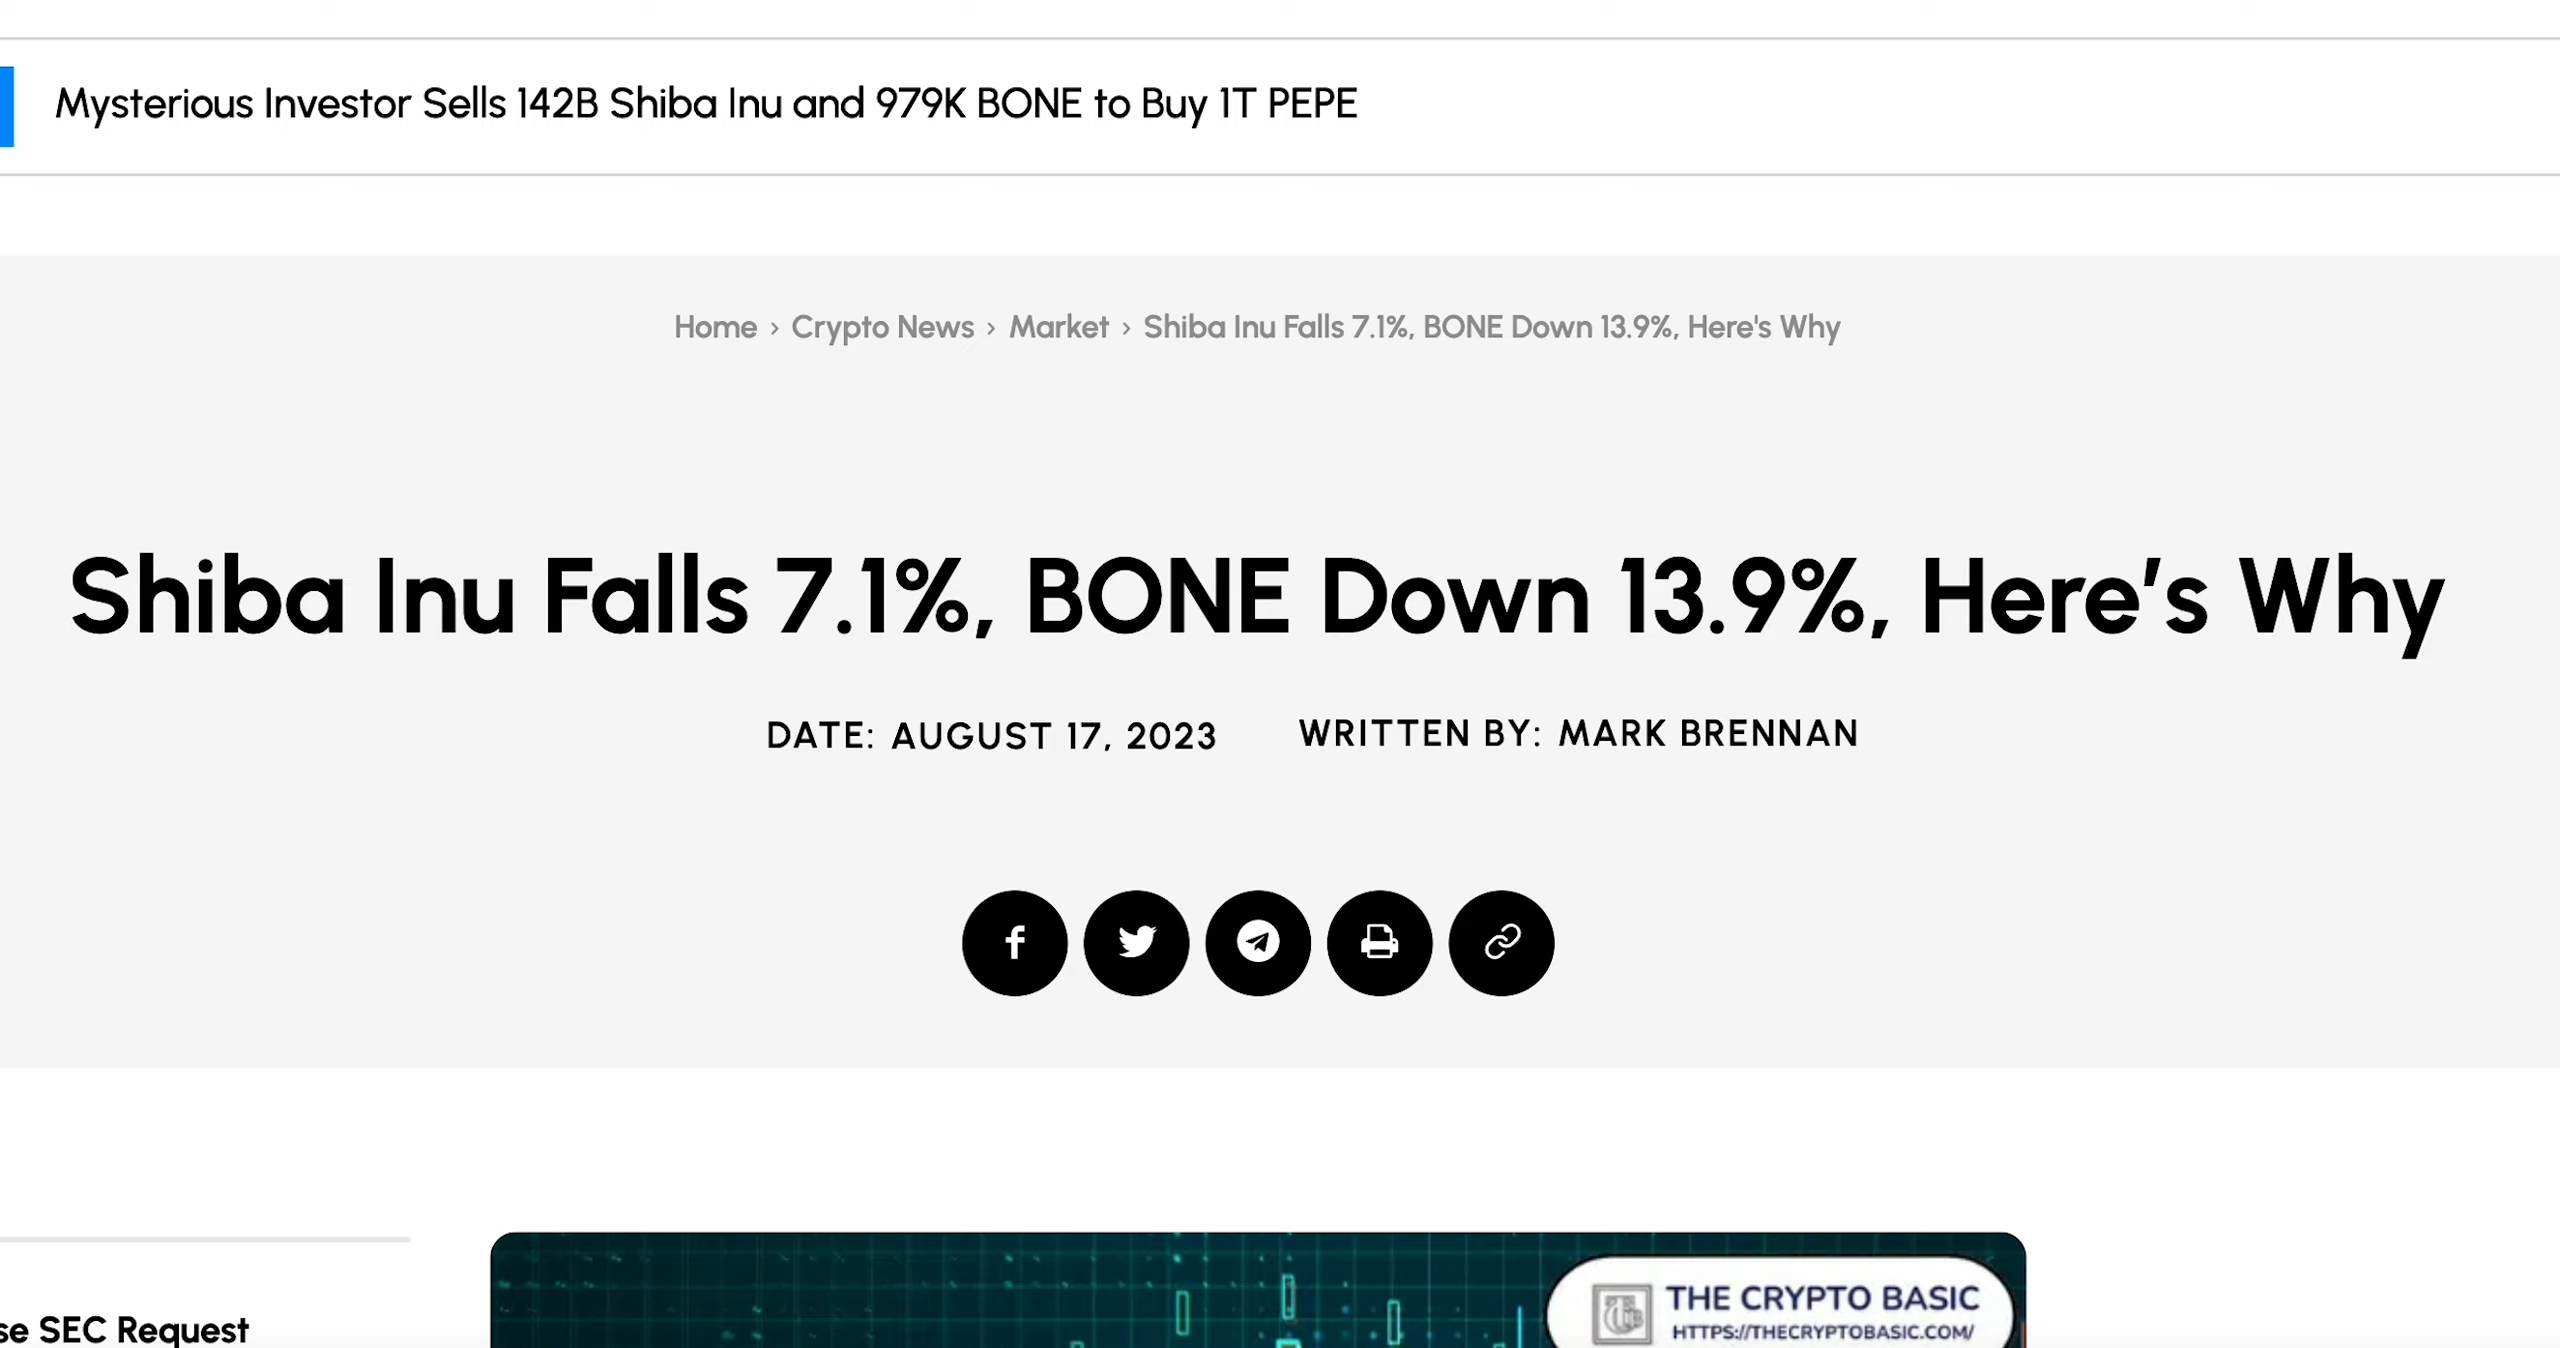 Mysterious Investor Sells 142B Shiba Inu and 979K BONE to Buy 1T PEPE
Home › Crypto News › Market › Shiba Inu Falls 7.1%, BONE Down 13.9%, Here's Why
Shiba Inu Falls 7.1%, BONE Down 13.9%, Here’s Why
DATE: AUGUST 17, 2023 WRITTEN BY: MARK BRENNAN
THE CRYPTO BASIC
HTTPS://THECRYPTOBASIC.COM/
SEC Request